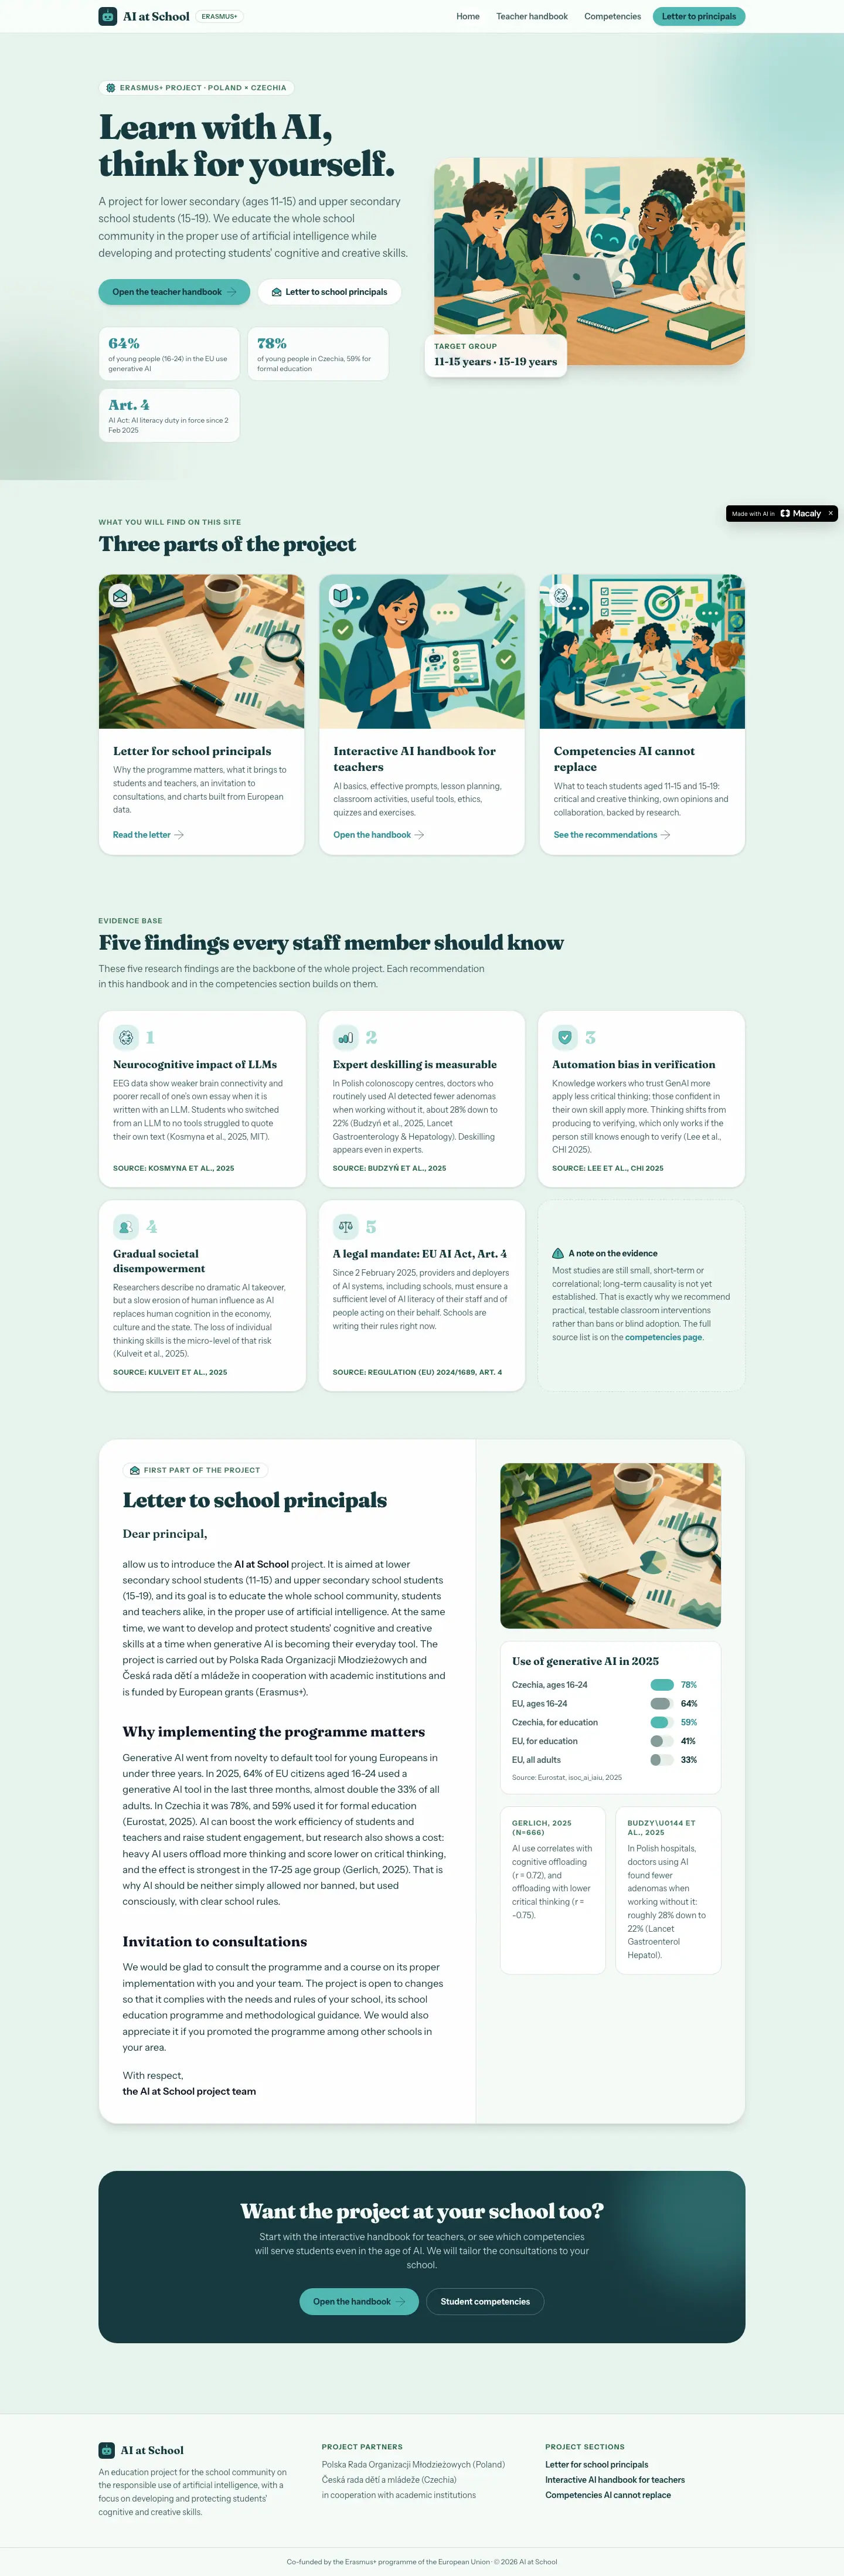 AI at School
ERASMUS+
Home
Teacher handbook
Competencies
Letter to principals
ERASMUS+ PROJECT · POLAND × CZECHIA
Learn with AI,
think for yourself.
A project for lower secondary (ages 11-15) and upper secondary
school students (15-19). We educate the whole school
community in the proper use of artificial intelligence while
developing and protecting students' cognitive and creative skills.
Open the teacher handbook
Letter to school principals
64%
of young people (16-24) in the EU use
generative AI
78%
of young people in Czechia, 59% for
formal education
Art. 4
AI Act: AI literacy duty in force since 2
Feb 2025
TARGET GROUP
11-15 years · 15-19 years
Made with AI in Macaly ×
WHAT YOU WILL FIND ON THIS SITE
Three parts of the project
Letter for school principals
Why the programme matters, what it brings to
students and teachers, an invitation to
consultations, and charts built from European
data.
Read the letter
Interactive AI handbook for
teachers
AI basics, effective prompts, lesson planning,
classroom activities, useful tools, ethics,
quizzes and exercises.
Open the handbook
Competencies AI cannot
replace
What to teach students aged 11-15 and 15-19:
critical and creative thinking, own opinions and
collaboration, backed by research.
See the recommendations
EVIDENCE BASE
Five findings every staff member should know
These five research findings are the backbone of the whole project. Each recommendation
in this handbook and in the competencies section builds on them.
1
Neurocognitive impact of LLMs
EEG data show weaker brain connectivity and
poorer recall of one's own essay when it is
written with an LLM. Students who switched
from an LLM to no tools struggled to quote
their own text (Kosmyna et al., 2025, MIT).
SOURCE: KOSMYNA ET AL., 2025
2
Expert deskilling is measurable
In Polish colonoscopy centres, doctors who
routinely used AI detected fewer adenomas
when working without it, about 28% down to
22% (Budzyń et al., 2025, Lancet
Gastroenterology & Hepatology). Deskilling
appears even in experts.
SOURCE: BUDZYŃ ET AL., 2025
3
Automation bias in verification
Knowledge workers who trust GenAI more
apply less critical thinking; those confident in
their own skill apply more. Thinking shifts from
producing to verifying, which only works if the
person still knows enough to verify (Lee et al.,
CHI 2025).
SOURCE: LEE ET AL., CHI 2025
4
Gradual societal
disempowerment
Researchers describe no dramatic AI takeover,
but a slow erosion of human influence as AI
replaces human cognition in the economy,
culture and the state. The loss of individual
thinking skills is the micro-level of that risk
(Kulveit et al., 2025).
SOURCE: KULVEIT ET AL., 2025
5
A legal mandate: EU AI Act, Art. 4
Since 2 February 2025, providers and deployers
of AI systems, including schools, must ensure a
sufficient level of AI literacy of their staff and of
people acting on their behalf. Schools are
writing their rules right now.
SOURCE: REGULATION (EU) 2024/1689, ART. 4
A note on the evidence
Most studies are still small, short-term or
correlational; long-term causality is not yet
established. That is exactly why we recommend
practical, testable classroom interventions
rather than bans or blind adoption. The full
source list is on the competencies page.
FIRST PART OF THE PROJECT
Letter to school principals
Dear principal,
allow us to introduce the AI at School project. It is aimed at lower
secondary school students (11-15) and upper secondary school students
(15-19), and its goal is to educate the whole school community, students
and teachers alike, in the proper use of artificial intelligence. At the same
time, we want to develop and protect students' cognitive and creative
skills at a time when generative AI is becoming their everyday tool. The
project is carried out by Polska Rada Organizacji Młodzieżowych and
Česká rada dětí a mládeže in cooperation with academic institutions and
is funded by European grants (Erasmus+).
Why implementing the programme matters
Generative AI went from novelty to default tool for young Europeans in
under three years. In 2025, 64% of EU citizens aged 16-24 used a
generative AI tool in the last three months, almost double the 33% of all
adults. In Czechia it was 78%, and 59% used it for formal education
(Eurostat, 2025). AI can boost the work efficiency of students and
teachers and raise student engagement, but research also shows a cost:
heavy AI users offload more thinking and score lower on critical thinking,
and the effect is strongest in the 17-25 age group (Gerlich, 2025). That is
why AI should be neither simply allowed nor banned, but used
consciously, with clear school rules.
Invitation to consultations
We would be glad to consult the programme and a course on its proper
implementation with you and your team. The project is open to changes
so that it complies with the needs and rules of your school, its school
education programme and methodological guidance. We would also
appreciate it if you promoted the programme among other schools in
your area.
With respect,
the AI at School project team
Use of generative AI in 2025
Czechia, ages 16-24 78%
EU, ages 16-24 64%
Czechia, for education 59%
EU, for education 41%
EU, all adults 33%
Source: Eurostat, isoc_ai_iaiu, 2025
GERLICH, 2025
(N=666)
AI use correlates with
cognitive offloading
(r = 0.72), and
offloading with lower
critical thinking (r =
-0.75).
BUDZY\U0144 ET
AL., 2025
In Polish hospitals,
doctors using AI
found fewer
adenomas when
working without it:
roughly 28% down to
22% (Lancet
Gastroenterol
Hepatol).
Want the project at your school too?
Start with the interactive handbook for teachers, or see which competencies
will serve students even in the age of AI. We will tailor the consultations to your
school.
Open the handbook
Student competencies
AI at School
An education project for the school community on
the responsible use of artificial intelligence, with a
focus on developing and protecting students'
cognitive and creative skills.
PROJECT PARTNERS
Polska Rada Organizacji Młodzieżowych (Poland)
Česká rada dětí a mládeže (Czechia)
in cooperation with academic institutions
PROJECT SECTIONS
Letter for school principals
Interactive AI handbook for teachers
Competencies AI cannot replace
Co-funded by the Erasmus+ programme of the European Union · © 2026 AI at School